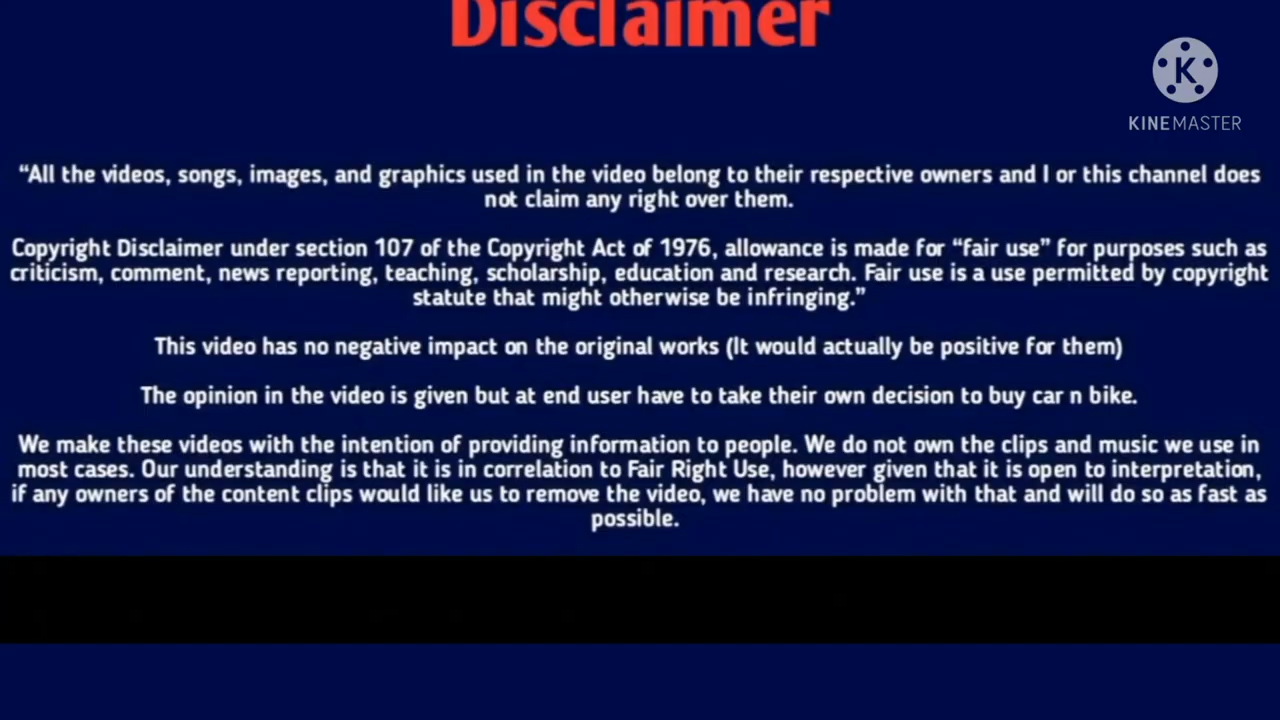 Disclaimer
K
KINEMASTER
“All the videos, songs, images, and graphics used in the video belong to their respective owners and I or this channel does
not claim any right over them.
Copyright Disclaimer under section 107 of the Copyright Act of 1976, allowance is made for “fair use” for purposes such as
criticism, comment, news reporting, teaching, scholarship, education and research. Fair use is a use permitted by copyright
statute that might otherwise be infringing.”
This video has no negative impact on the original works (It would actually be positive for them)
The opinion in the video is given but at end user have to take their own decision to buy car n bike.
We make these videos with the intention of providing information to people. We do not own the clips and music we use in
most cases. Our understanding is that it is in correlation to Fair Right Use, however given that it is open to interpretation,
if any owners of the content clips would like us to remove the video, we have no problem with that and will do so as fast as
possible.